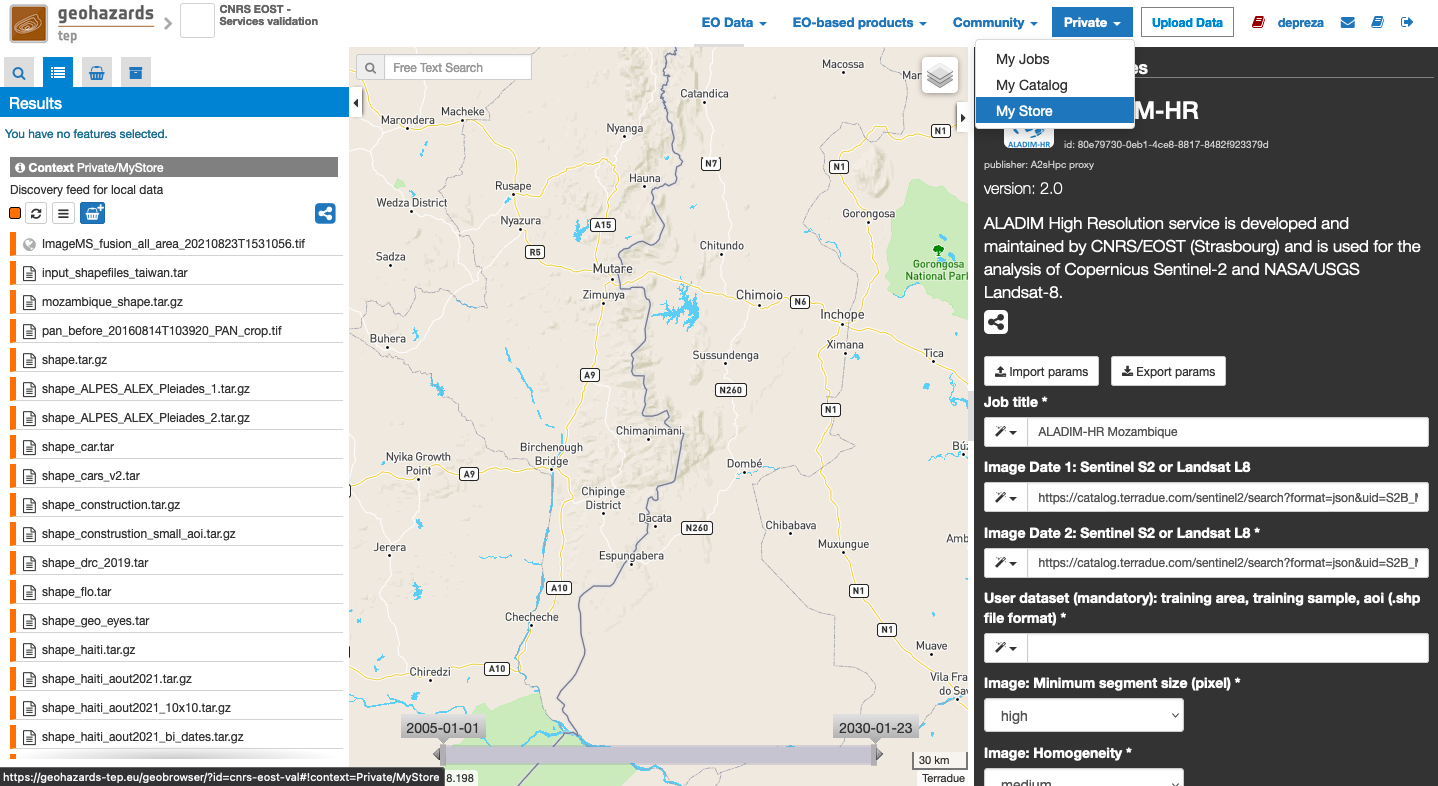 geohazards
tep
CNRS EOST -
Services validation
EO Data
EO-based products
Community
Private
Upload Data
depreza
My Jobs
My Catalog
My Store
Results
You have no features selected.
Context Private/MyStore
Discovery feed for local data
ImageMS_fusion_all_area_20210823T1531056.tif
input_shapefiles_taiwan.tar
mozambique_shape.tar.gz
pan_before_20160814T103920_PAN_crop.tif
shape.tar.gz
shape_ALPES_ALEX_Pleiades_1.tar.gz
shape_ALPES_ALEX_Pleiades_2.tar.gz
shape_car.tar
shape_cars_v2.tar
shape_construction.tar.gz
shape_construstion_small_aoi.tar.gz
shape_drc_2019.tar
shape_flo.tar
shape_geo_eyes.tar
shape_haiti.tar.gz
shape_haiti_aout2021.tar.gz
shape_haiti_aout2021_10x10.tar.gz
shape_haiti_aout2021_bi_dates.tar.gz
https://geohazards-tep.eu/geobrowser/?id=cnrs-eost-val#!context=Private/MyStore
8.198
Free Text Search
Macossa
Mar
Catandica
Macheke
Marondera
Nyanga
N1
N7
N1
Hauna
Rusape
Wedza District
Nyazura
A15
Gorongosa
R5
Chitundo
Sadza
Gorongosa
National Park
Mutare
Zimunya
Chimoio
N6
Inchope
Buhera
Ximana
Sussundenga
Tica
A9
N260
N1
Chimanimani
Birchenough
Bridge
Nyika Growth
Point
A9
Dombé
Bú
Chipinge
District
Dacata
N260
Chibabava
Muxungue
Amb
Jerera
Espungabera
A10
N1
Checheche
N1
Muave
A10
Chiredzi
Vila Fra
do Sav
2005-01-01
2030-01-23
30 km
Terradue
es
M-HR
ALADIM-HR
id: 80e79730-0eb1-4ce8-8817-8482f923379d
publisher: A2sHpc proxy
version: 2.0
ALADIM High Resolution service is developed and
maintained by CNRS/EOST (Strasbourg) and is used for the
analysis of Copernicus Sentinel-2 and NASA/USGS
Landsat-8.
Import params
Export params
Job title *
ALADIM-HR Mozambique
Image Date 1: Sentinel S2 or Landsat L8
https://catalog.terradue.com/sentinel2/search?format=json&uid=S2B_M
Image Date 2: Sentinel S2 or Landsat L8 *
https://catalog.terradue.com/sentinel2/search?format=json&uid=S2B_M
User dataset (mandatory): training area, training sample, aoi (.shp
file format) *
Image: Minimum segment size (pixel) *
high
Image: Homogeneity *
medium